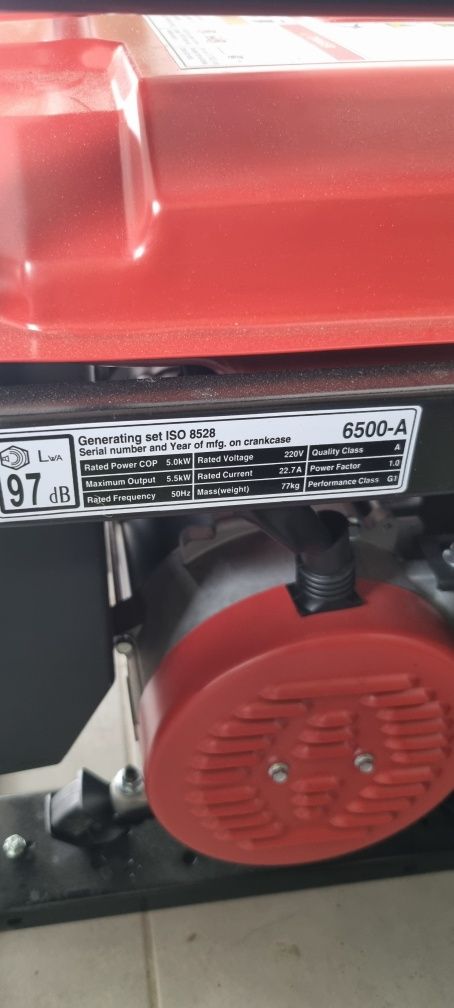 Generating set ISO 8528
Serial number and Year of mfg. on crankcase
6500-A
LWA
97 dB
Rated Power COP 5.0kW Rated Voltage 220V Quality Class A
Maximum Output 5.5kW Rated Current 22.7A Power Factor 1.0
Rated Frequency 50Hz Mass(weight) 77kg Performance Class G1